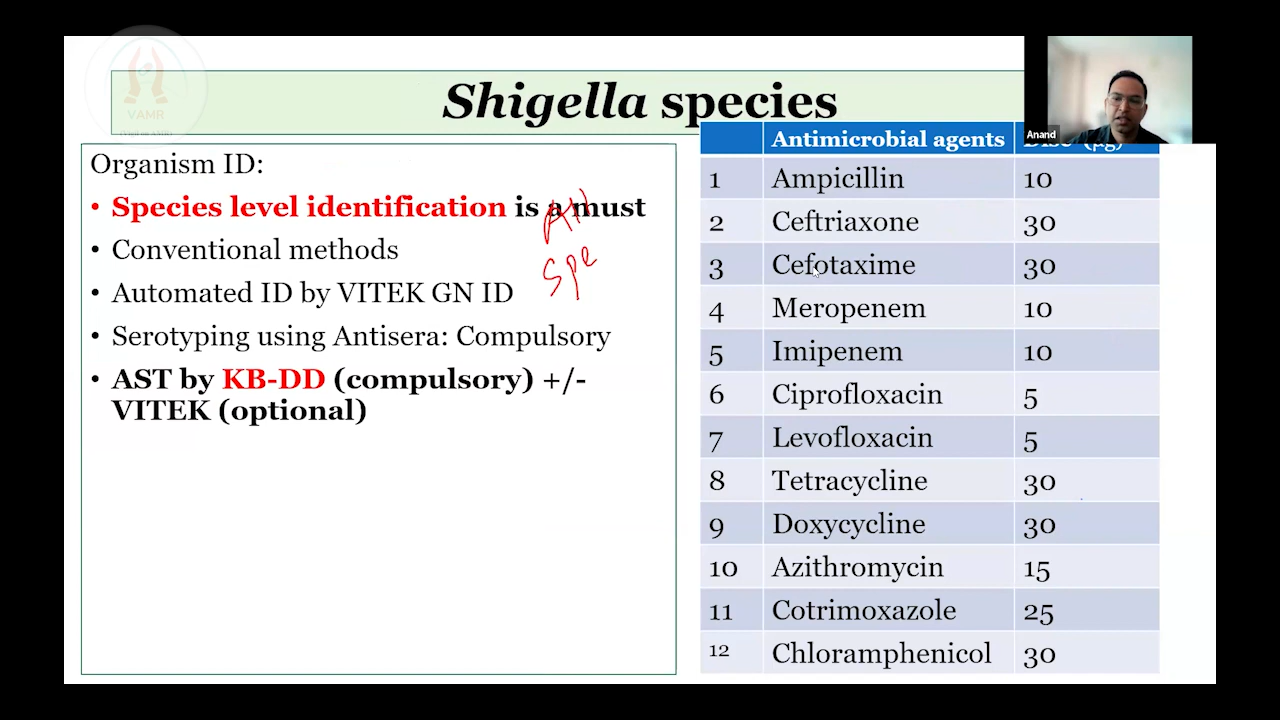 VAMR
Shigella species
Anand
Organism ID:
• Species level identification is a must
• Conventional methods
• Automated ID by VITEK GN ID
• Serotyping using Antisera: Compulsory
• AST by KB-DD (compulsory) +/-
VITEK (optional)
Spe
Antimicrobial agents
1 Ampicillin 10
2 Ceftriaxone 30
3 Cefotaxime 30
4 Meropenem 10
5 Imipenem 10
6 Ciprofloxacin 5
7 Levofloxacin 5
8 Tetracycline 30
9 Doxycycline 30
10 Azithromycin 15
11 Cotrimoxazole 25
12 Chloramphenicol 30